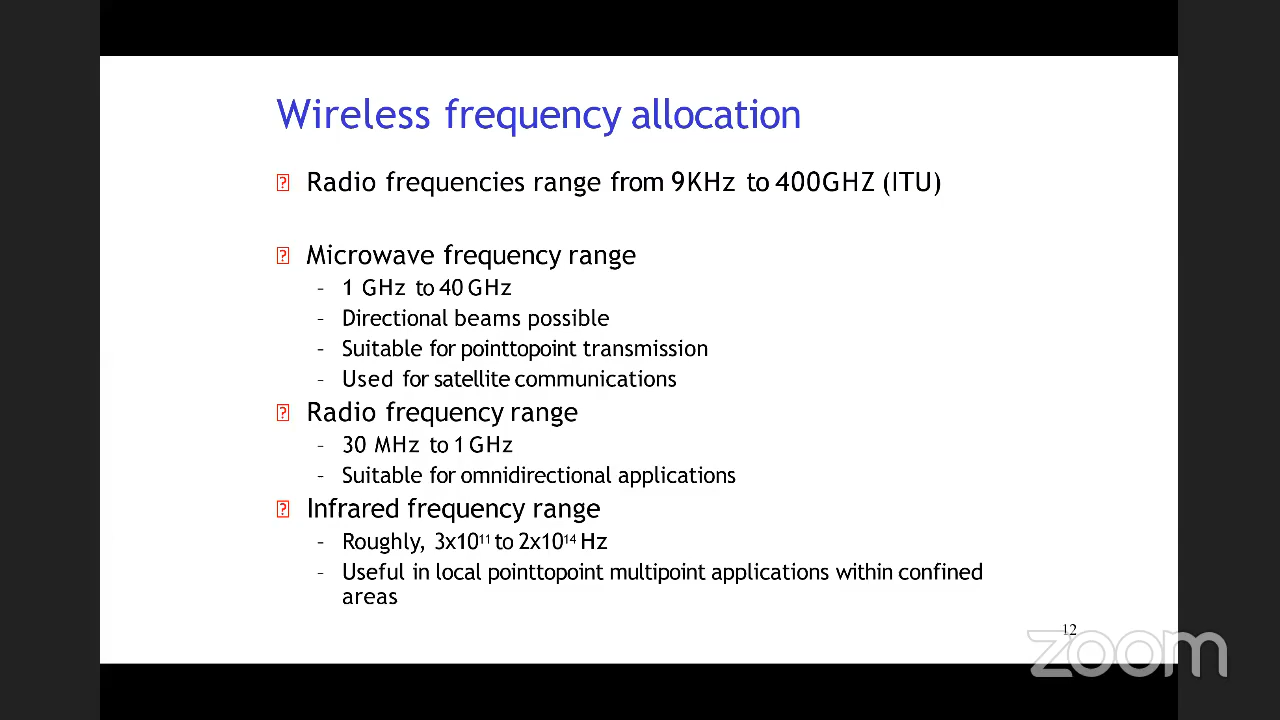 Wireless frequency allocation
Radio frequencies range from 9KHz to 400GHZ (ITU)
Microwave frequency range
– 1 GHz to 40 GHz
– Directional beams possible
– Suitable for pointtopoint transmission
– Used for satellite communications
Radio frequency range
– 30 MHz to 1 GHz
– Suitable for omnidirectional applications
Infrared frequency range
– Roughly, 3x10¹¹ to 2x10¹⁴ Hz
– Useful in local pointtopoint multipoint applications within confined
areas
12
zoom